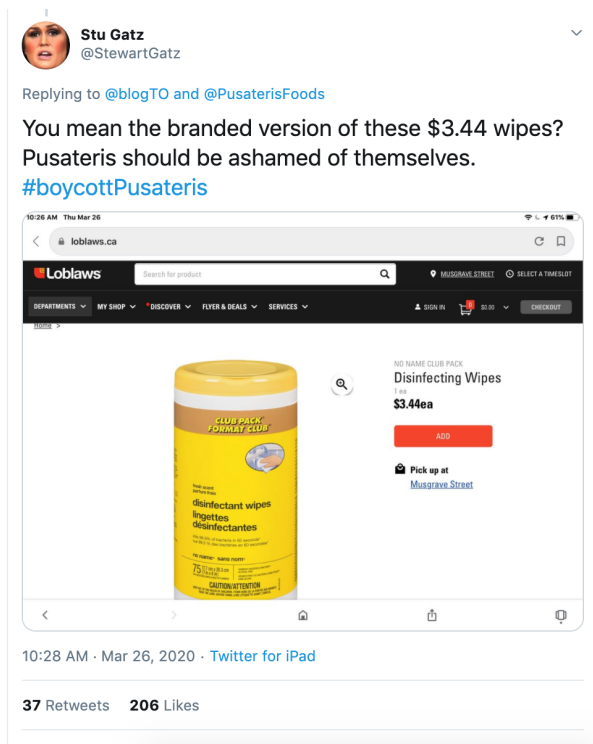 Stu Gatz
@StewartGatz
Replying to @blogTO and @PusaterisFoods
You mean the branded version of these $3.44 wipes?
Pusateris should be ashamed of themselves.
#boycottPusateris
10:26 AM Thu Mar 26
61%
loblaws.ca
Loblaws
Search for product
MUSGRAVE STREET
SELECT A TIMESLOT
DEPARTMENTS MY SHOP *DISCOVER FLYER & DEALS SERVICES
SIGN IN
$0.00
CHECKOUT
Home >
NO NAME CLUB PACK
Disinfecting Wipes
1 ea
$3.44ea
ADD
Pick up at
Musgrave Street
CLUB PACK
FORMAT CLUB
fresh scent
disinfectant wipes
lingettes
désinfectantes
no name sans nom
75
CAUTION/ATTENTION
10:28 AM · Mar 26, 2020 · Twitter for iPad
37 Retweets 206 Likes